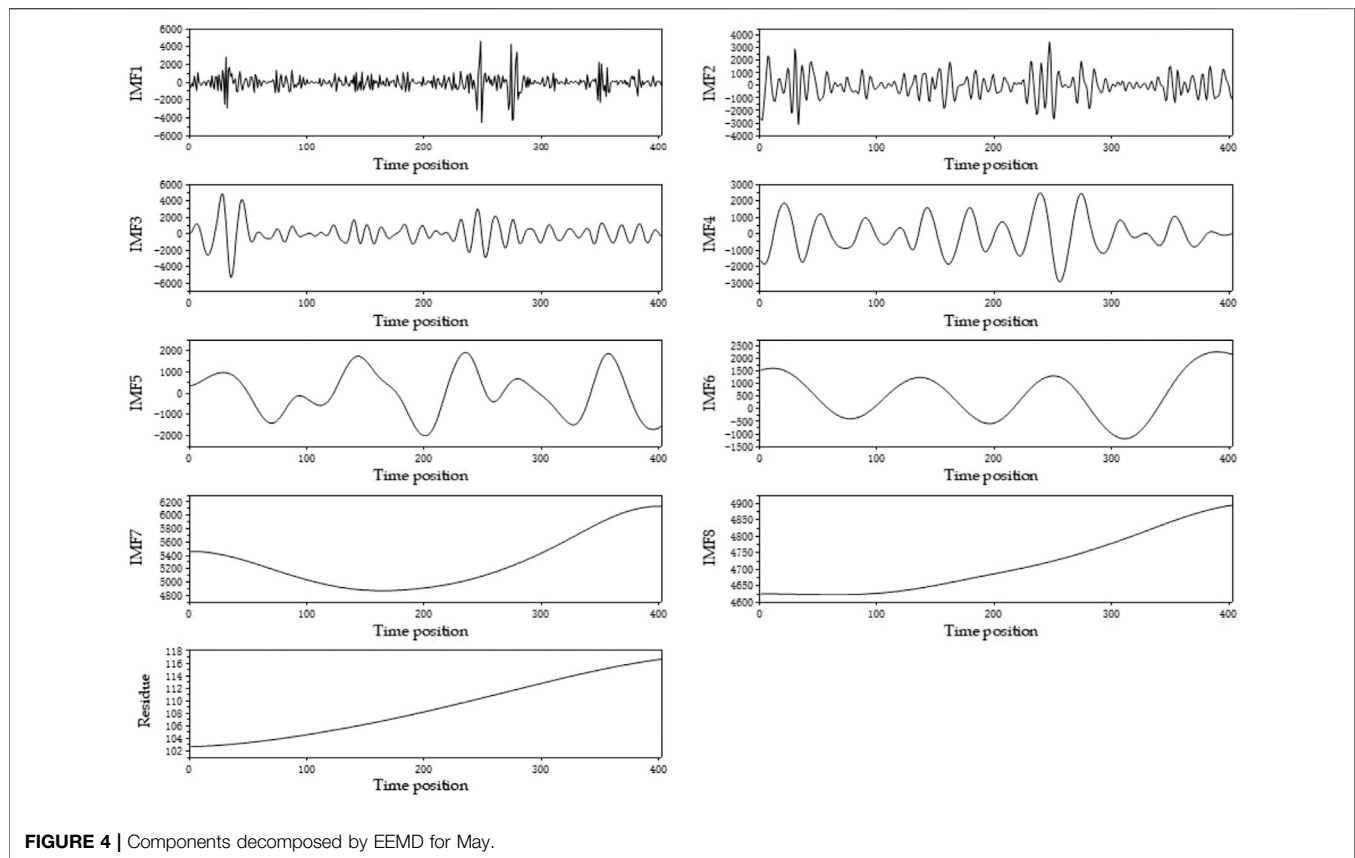 6000
4000
2000
0
−2000
−4000
6000
IMF1
0 100 200 300 400
Time position
4000
3000
2000
1000
0
−1000
−2000
−3000
−4000
IMF2
0 100 200 300 400
Time position
6000
4000
2000
0
−2000
−4000
−6000
IMF3
0 100 200 300 400
Time position
3000
2000
1000
0
−1000
−2000
−3000
IMF4
0 100 200 300 400
Time position
2000
1000
0
−1000
−2000
IMF5
0 100 200 300 400
Time position
2500
2000
1500
1000
500
0
−500
−1000
−1500
IMF6
0 100 200 300 400
Time position
6200
6000
5800
5600
5400
5200
5000
4800
IMF7
0 100 200 300 400
Time position
4900
4850
4800
4750
4700
4650
4600
IMF8
0 100 200 300 400
Time position
118
116
114
112
110
108
106
104
102
Residue
0 100 200 300 400
Time position
FIGURE 4 | Components decomposed by EEMD for May.